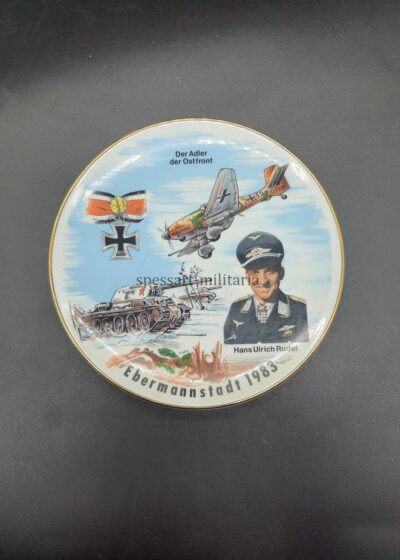 Der Adler
der Ostfront
spessart-militaria
Hans Ulrich Rudel
Ebermannstadt 1983